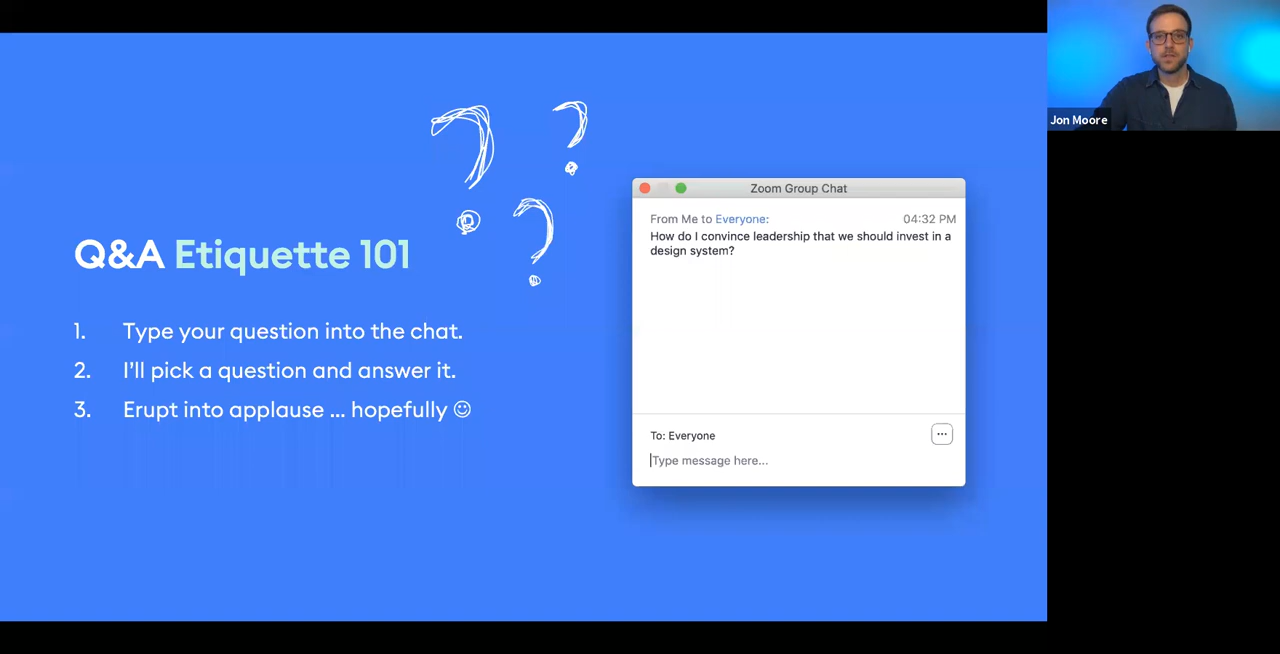 Q&A Etiquette 101
1. Type your question into the chat.
2. I'll pick a question and answer it.
3. Erupt into applause ... hopefully ☺
Zoom Group Chat
From Me to Everyone: 04:32 PM
How do I convince leadership that we should invest in a
design system?
To: Everyone
...
Type message here...
Jon Moore